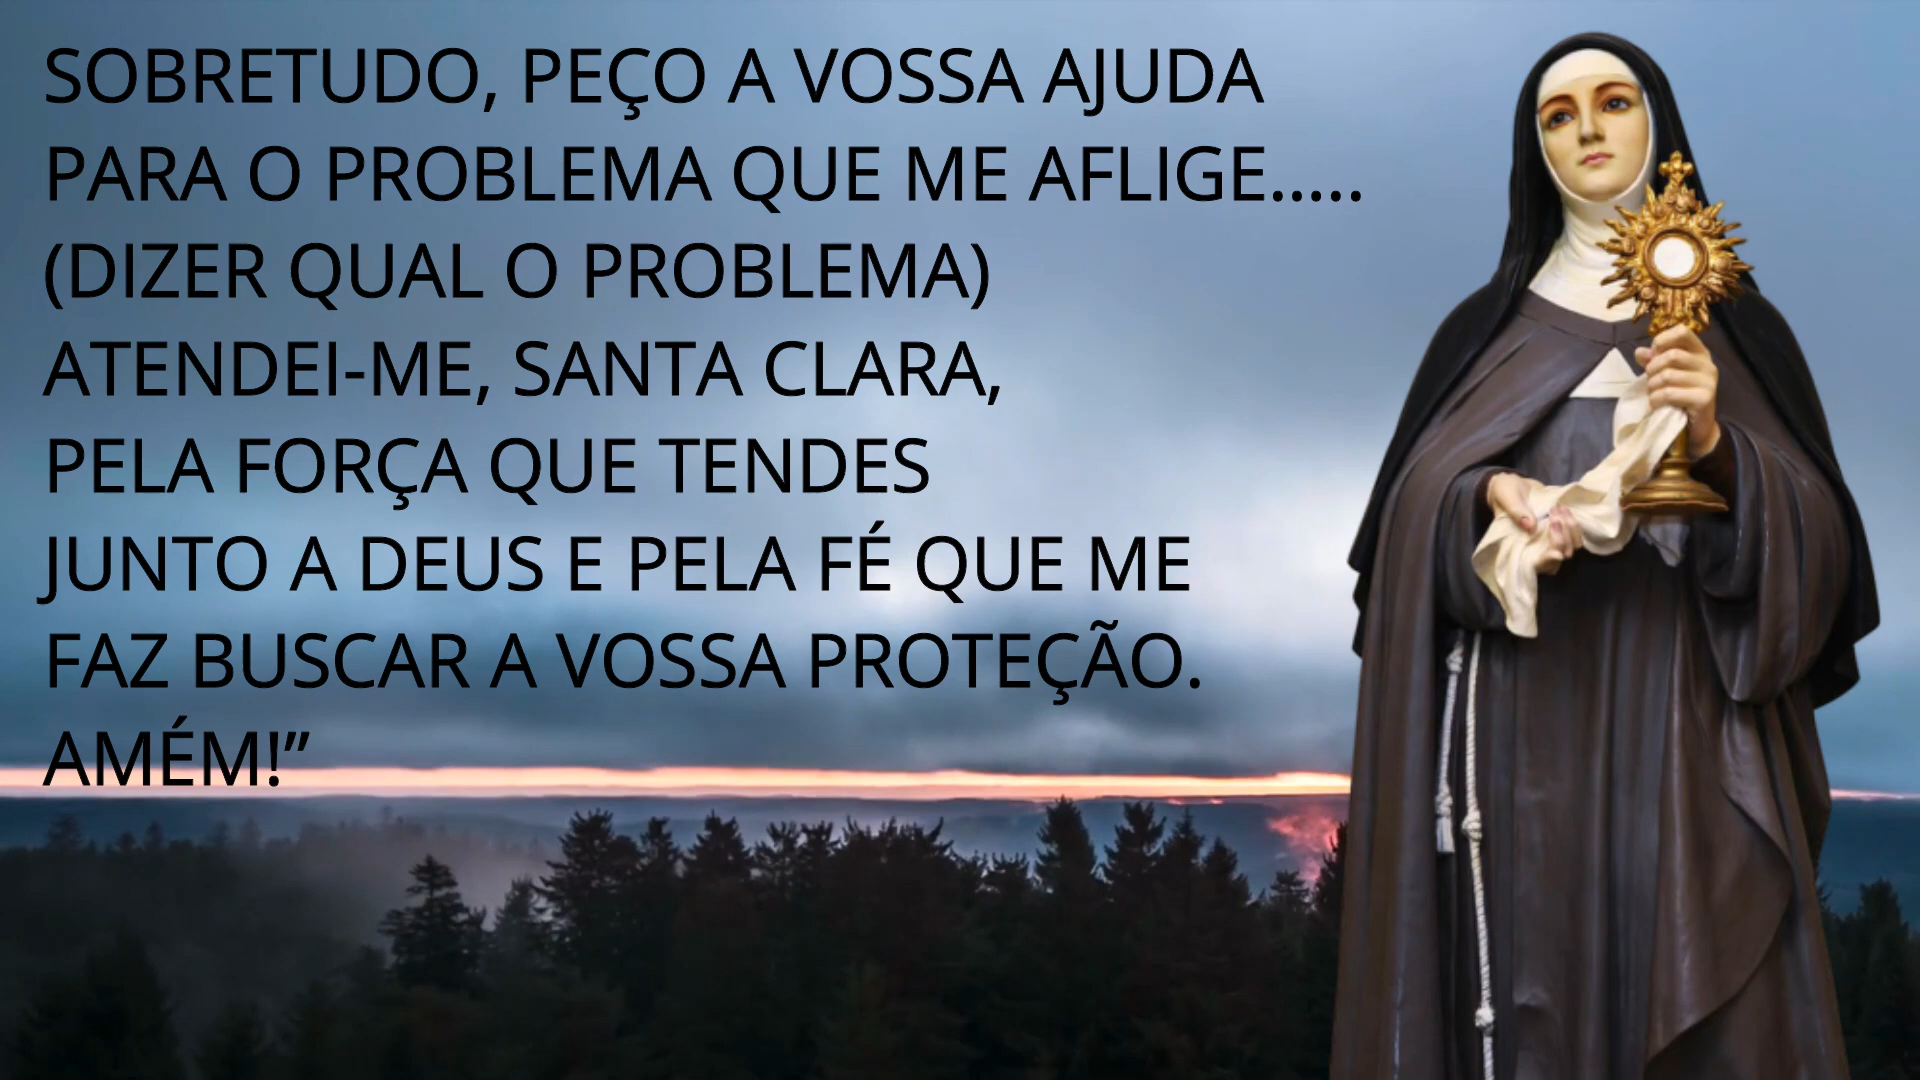 SOBRETUDO, PEÇO A VOSSA AJUDA
PARA O PROBLEMA QUE ME AFLIGE.....
(DIZER QUAL O PROBLEMA)
ATENDEI-ME, SANTA CLARA,
PELA FORÇA QUE TENDES
JUNTO A DEUS E PELA FÉ QUE ME
FAZ BUSCAR A VOSSA PROTEÇÃO.
AMÉM!”